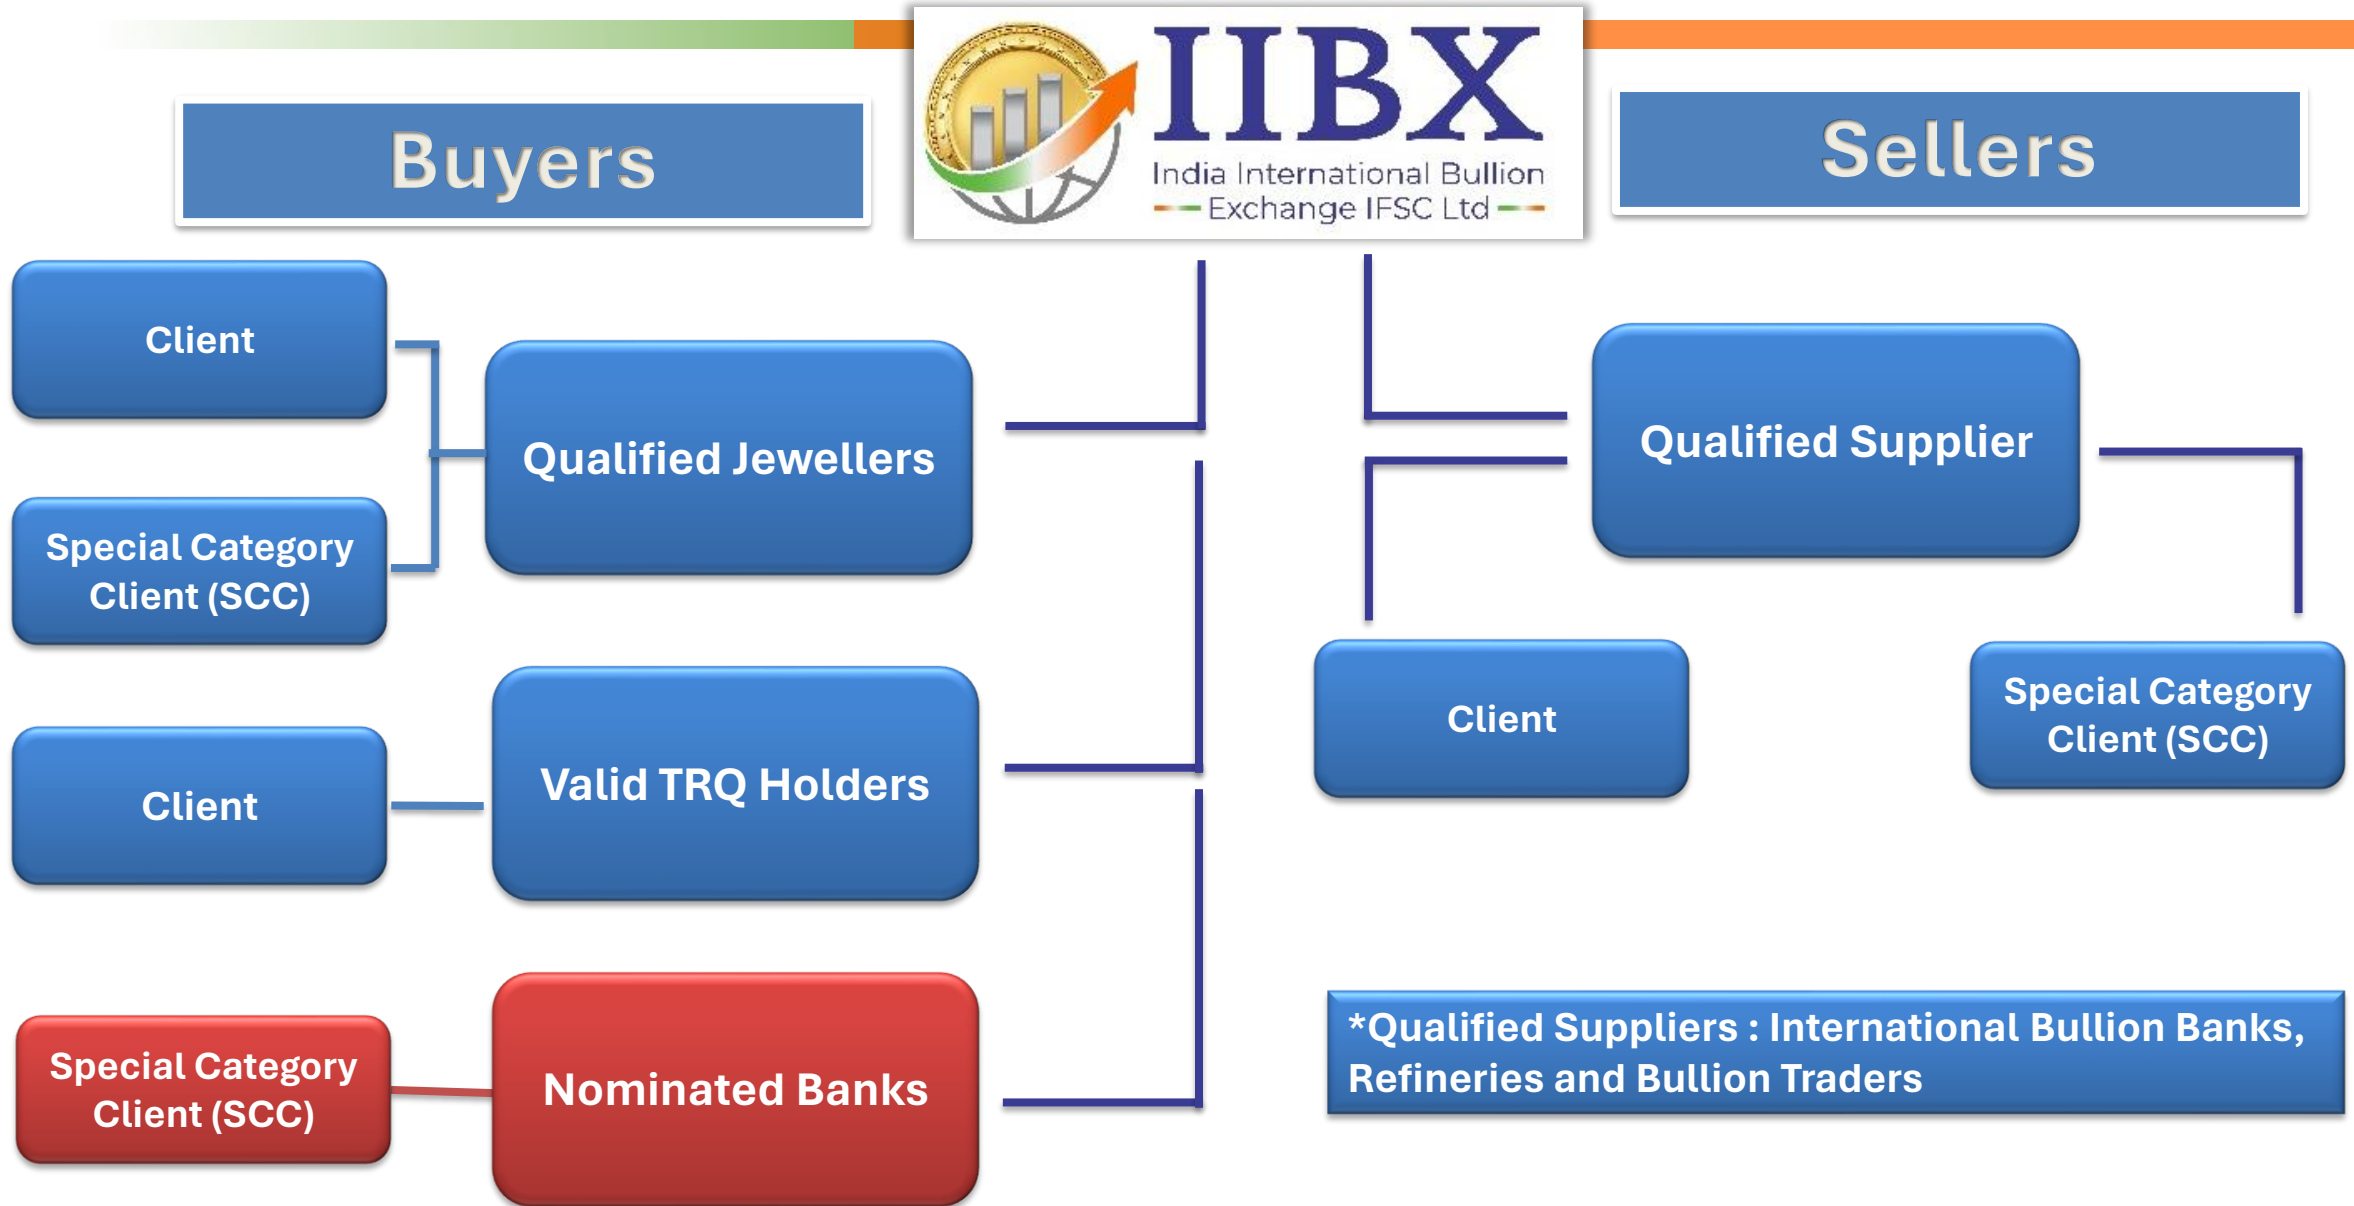 IIBX
India International Bullion
Exchange IFSC Ltd
Buyers
Sellers
Client
Special Category
Client (SCC)
Qualified Jewellers
Client
Valid TRQ Holders
Special Category
Client (SCC)
Nominated Banks
Qualified Supplier
Client
Special Category
Client (SCC)
*Qualified Suppliers : International Bullion Banks,
Refineries and Bullion Traders